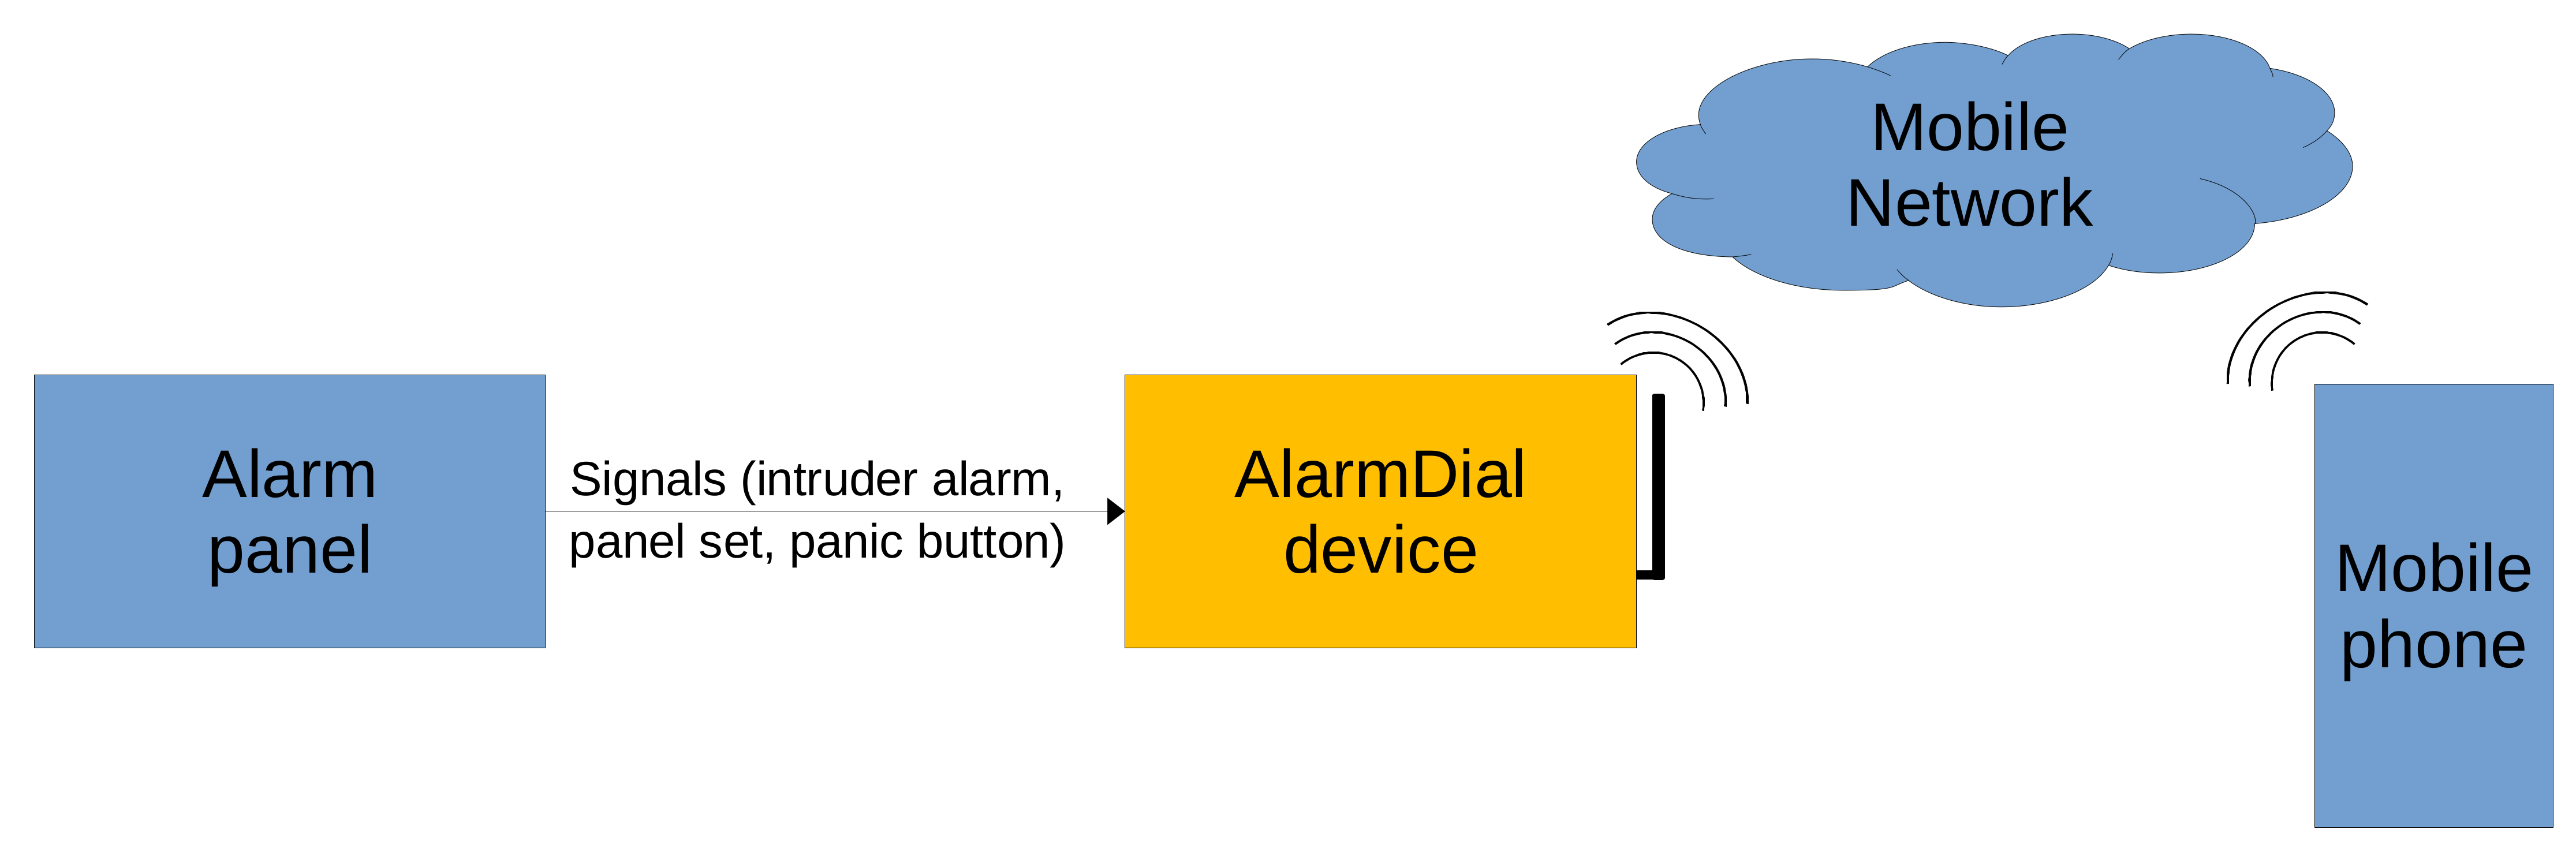 Mobile
Network
Alarm
panel
Signals (intruder alarm,
panel set, panic button)
AlarmDial
device
Mobile
phone